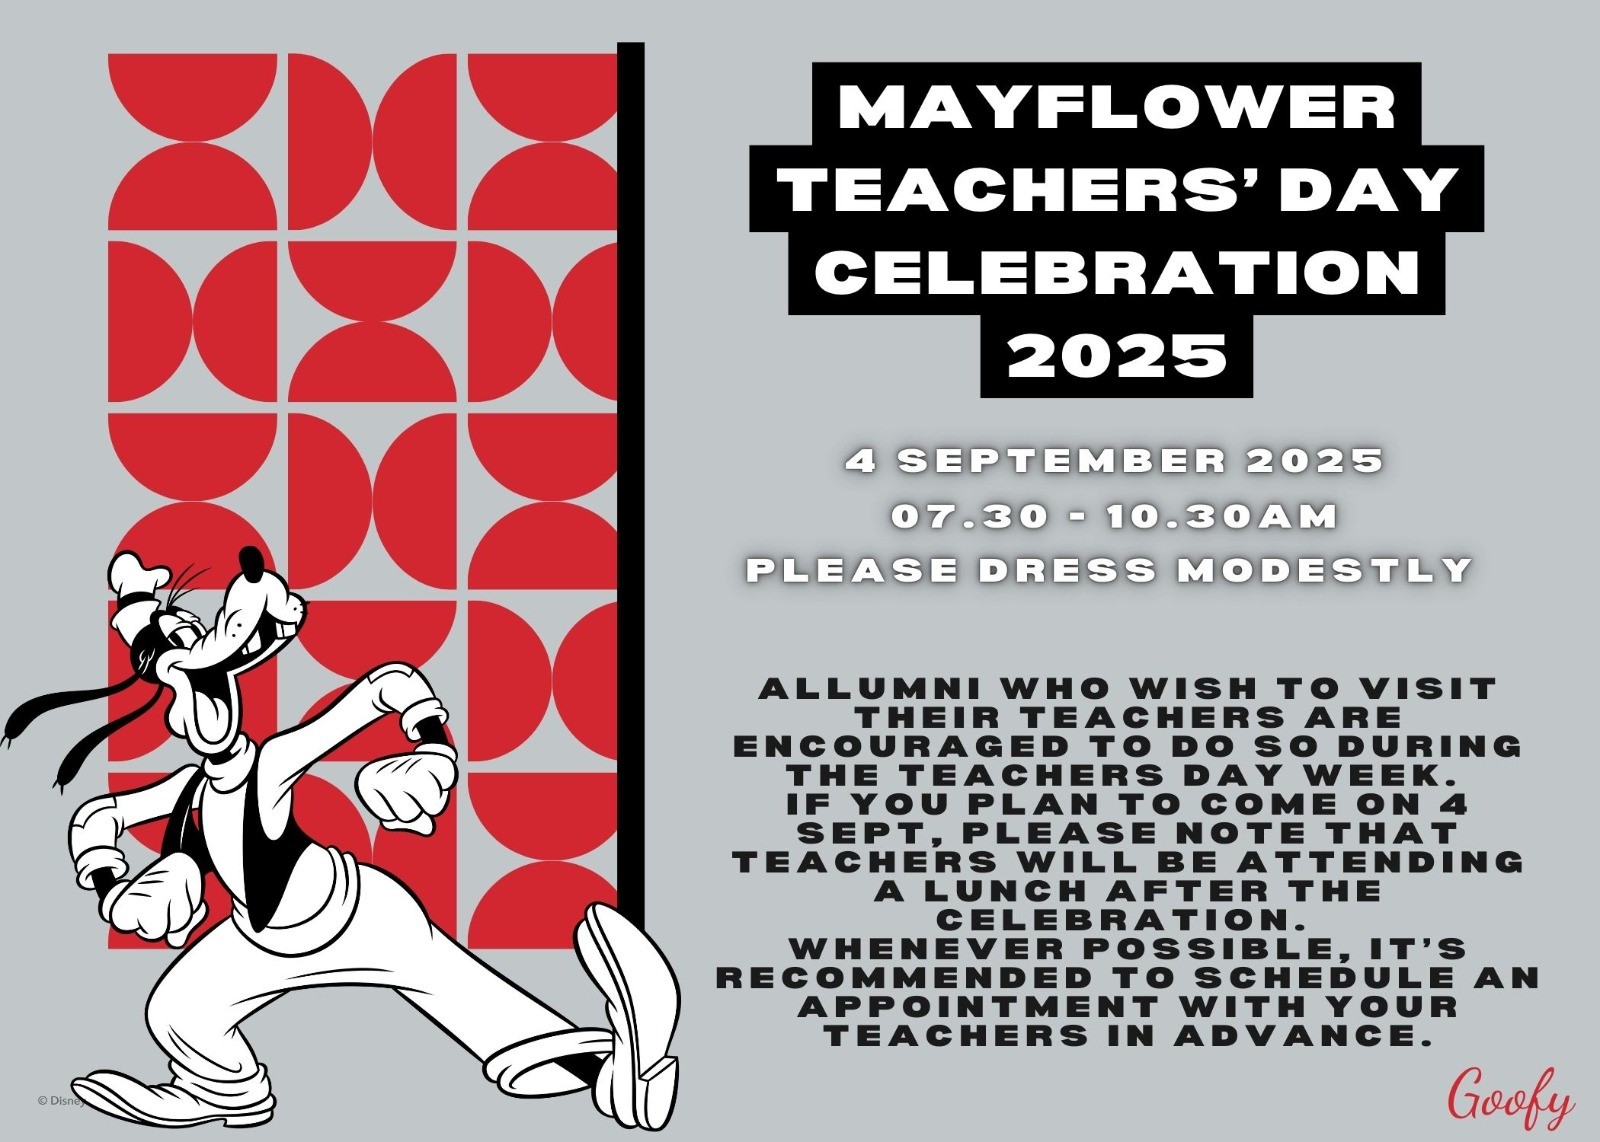 MAYFLOWER
TEACHERS’ DAY
CELEBRATION
2025
4 SEPTEMBER 2025
07.30 - 10.30AM
PLEASE DRESS MODESTLY
ALLUMNI WHO WISH TO VISIT
THEIR TEACHERS ARE
ENCOURAGED TO DO SO DURING
THE TEACHERS DAY WEEK.
IF YOU PLAN TO COME ON 4
SEPT, PLEASE NOTE THAT
TEACHERS WILL BE ATTENDING
A LUNCH AFTER THE
CELEBRATION.
WHENEVER POSSIBLE, IT’S
RECOMMENDED TO SCHEDULE AN
APPOINTMENT WITH YOUR
TEACHERS IN ADVANCE.
© Disney
Goofy